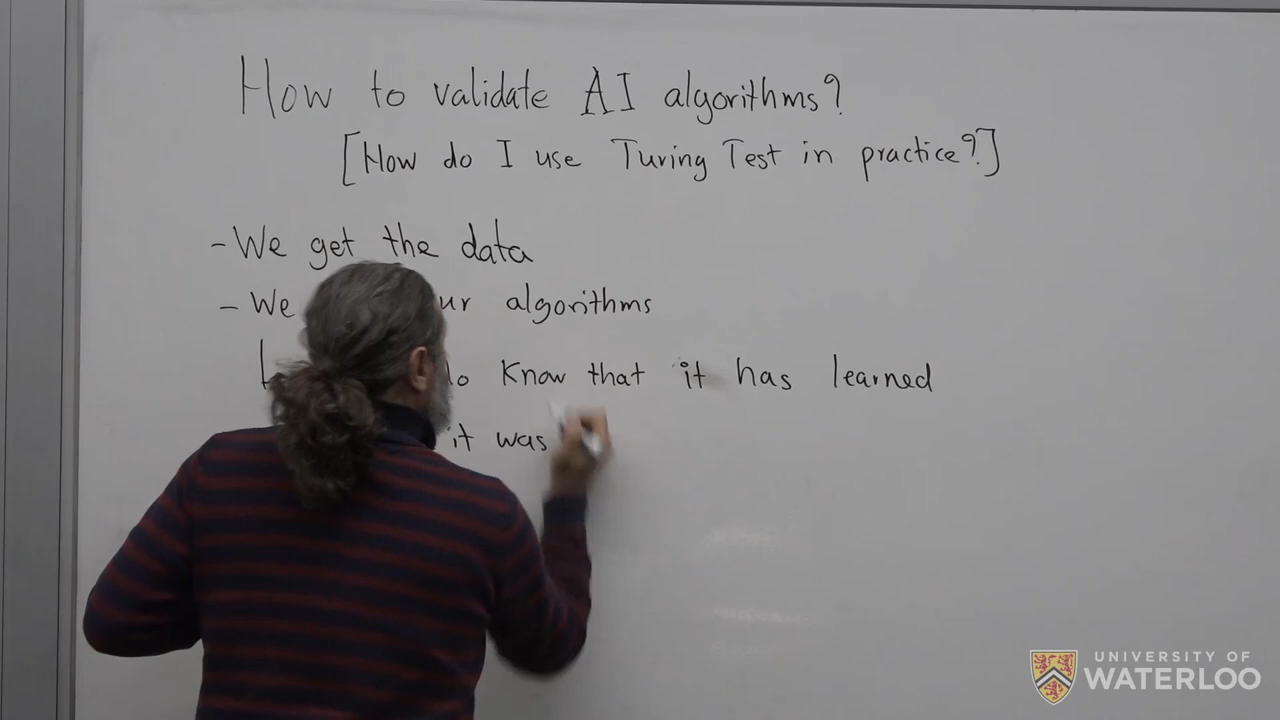 How to validate AI algorithms?
[How do I use Turing Test in practice?]
- We get the data
- We algorithms
Know that it has learned
it was
UNIVERSITY OF
WATERLOO